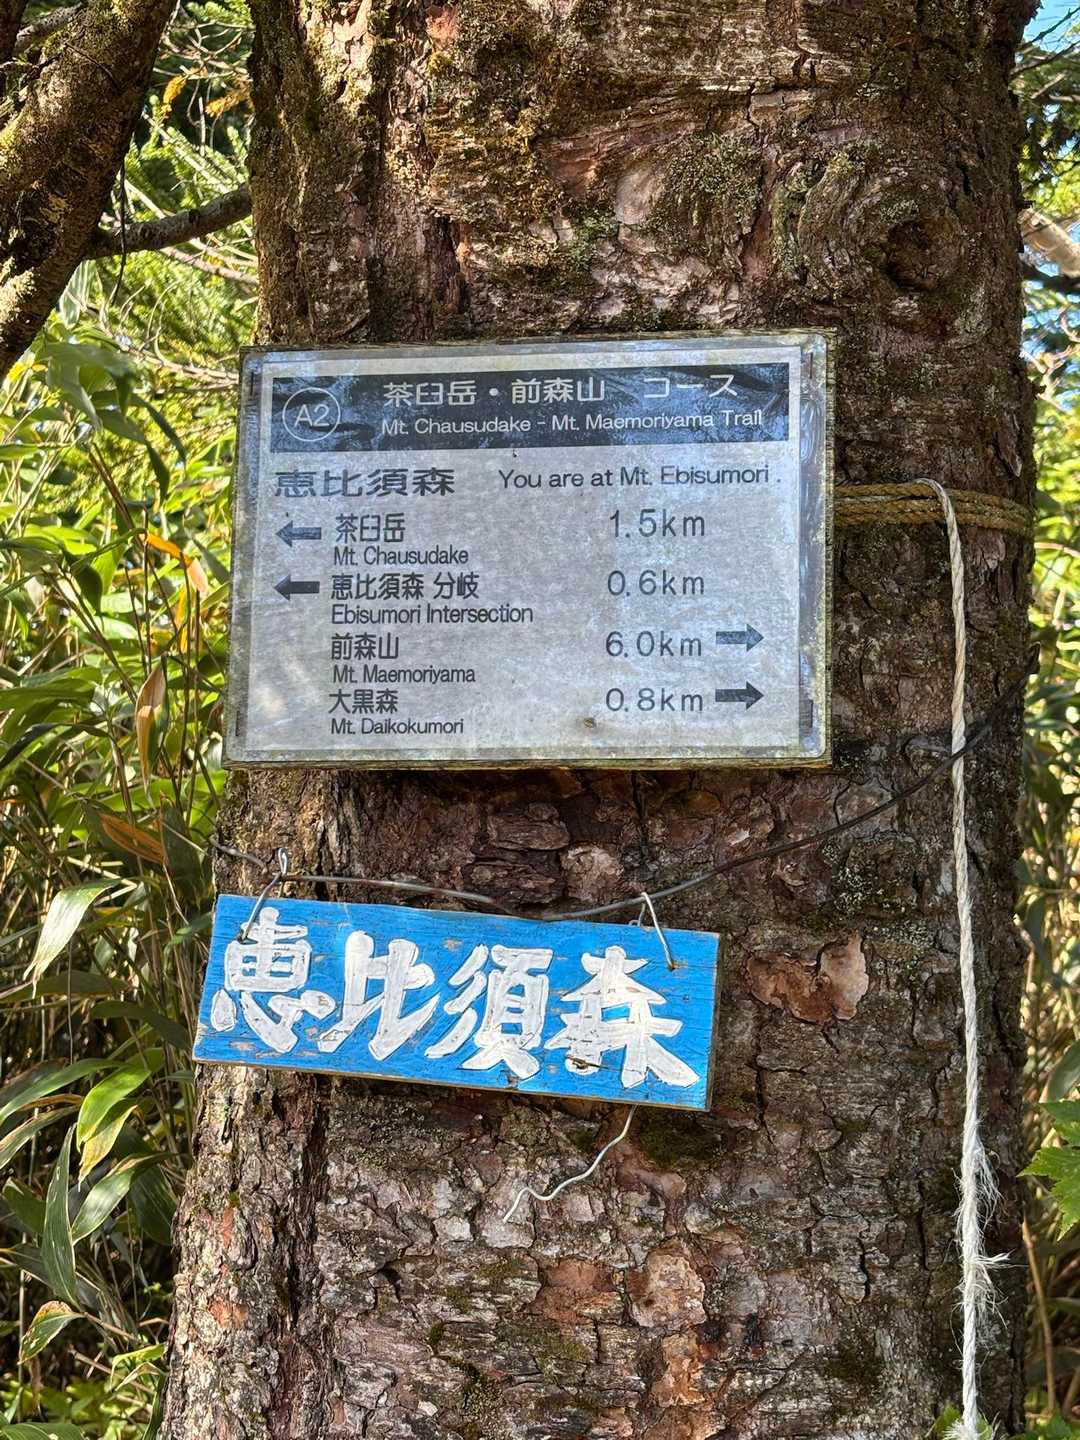 A2
茶臼岳・前森山 コース
Mt. Chausudake - Mt. Maemoriyama Trail
恵比須森 You are at Mt. Ebisumori.
← 茶臼岳 1.5km
Mt. Chausudake
← 恵比須森 分岐 0.6km
Ebisumori Intersection
前森山 6.0km →
Mt. Maemoriyama
大黒森 0.8km →
Mt. Daikokumori
恵比須森